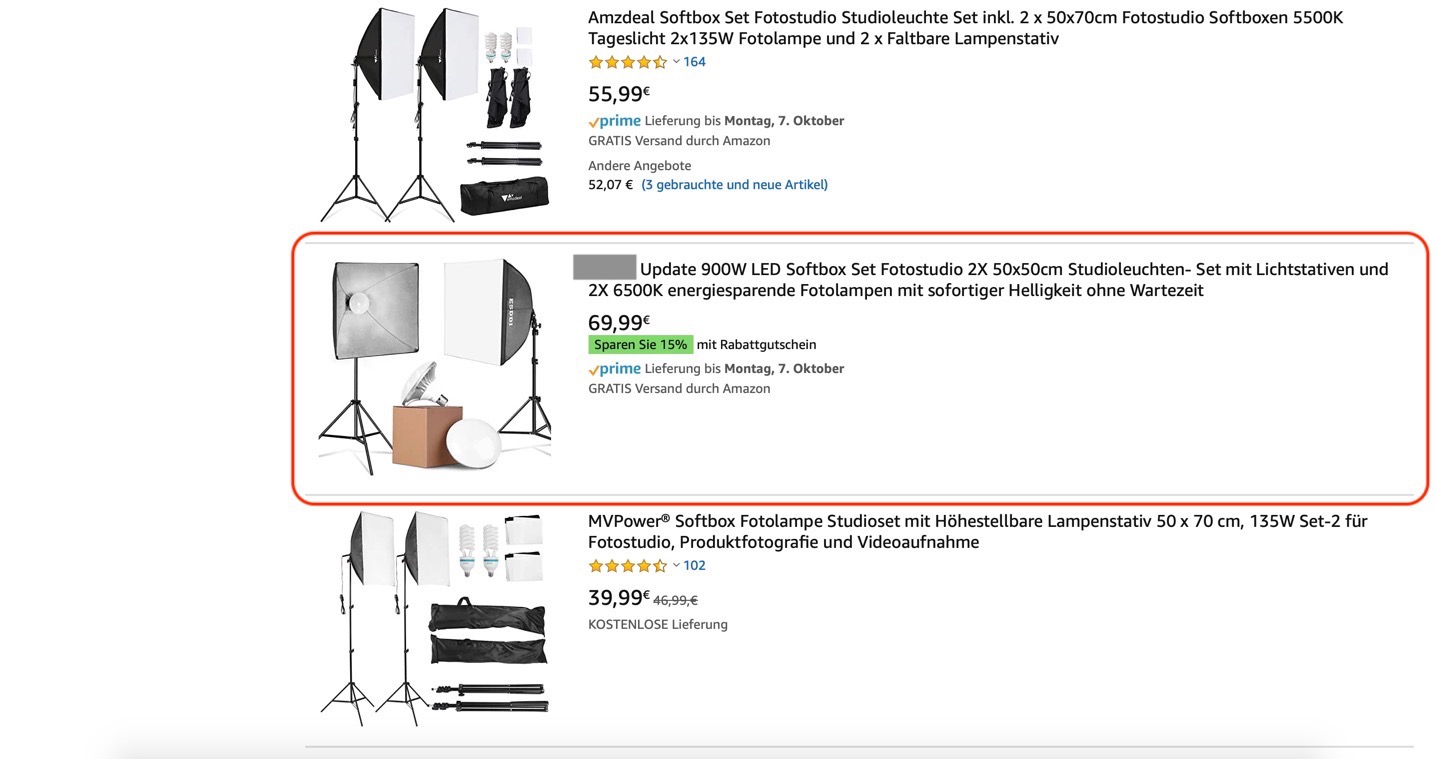 Amzdeal Softbox Set Fotostudio Studioleuchte Set inkl. 2 x 50x70cm Fotostudio Softboxen 5500K
Tageslicht 2x135W Fotolampe und 2 x Faltbare Lampenstativ
164
55,99€
prime Lieferung bis Montag, 7. Oktober
GRATIS Versand durch Amazon
Andere Angebote
52,07 € (3 gebrauchte und neue Artikel)
amzdeal
Update 900W LED Softbox Set Fotostudio 2X 50x50cm Studioleuchten- Set mit Lichtstativen und
2X 6500K energiesparende Fotolampen mit sofortiger Helligkeit ohne Wartezeit
69,99€
Sparen Sie 15% mit Rabattgutschein
prime Lieferung bis Montag, 7. Oktober
GRATIS Versand durch Amazon
ESDDI
MVPower® Softbox Fotolampe Studioset mit Höhestellbare Lampenstativ 50 x 70 cm, 135W Set-2 für
Fotostudio, Produktfotografie und Videoaufnahme
102
39,99€ 46,99,€
KOSTENLOSE Lieferung